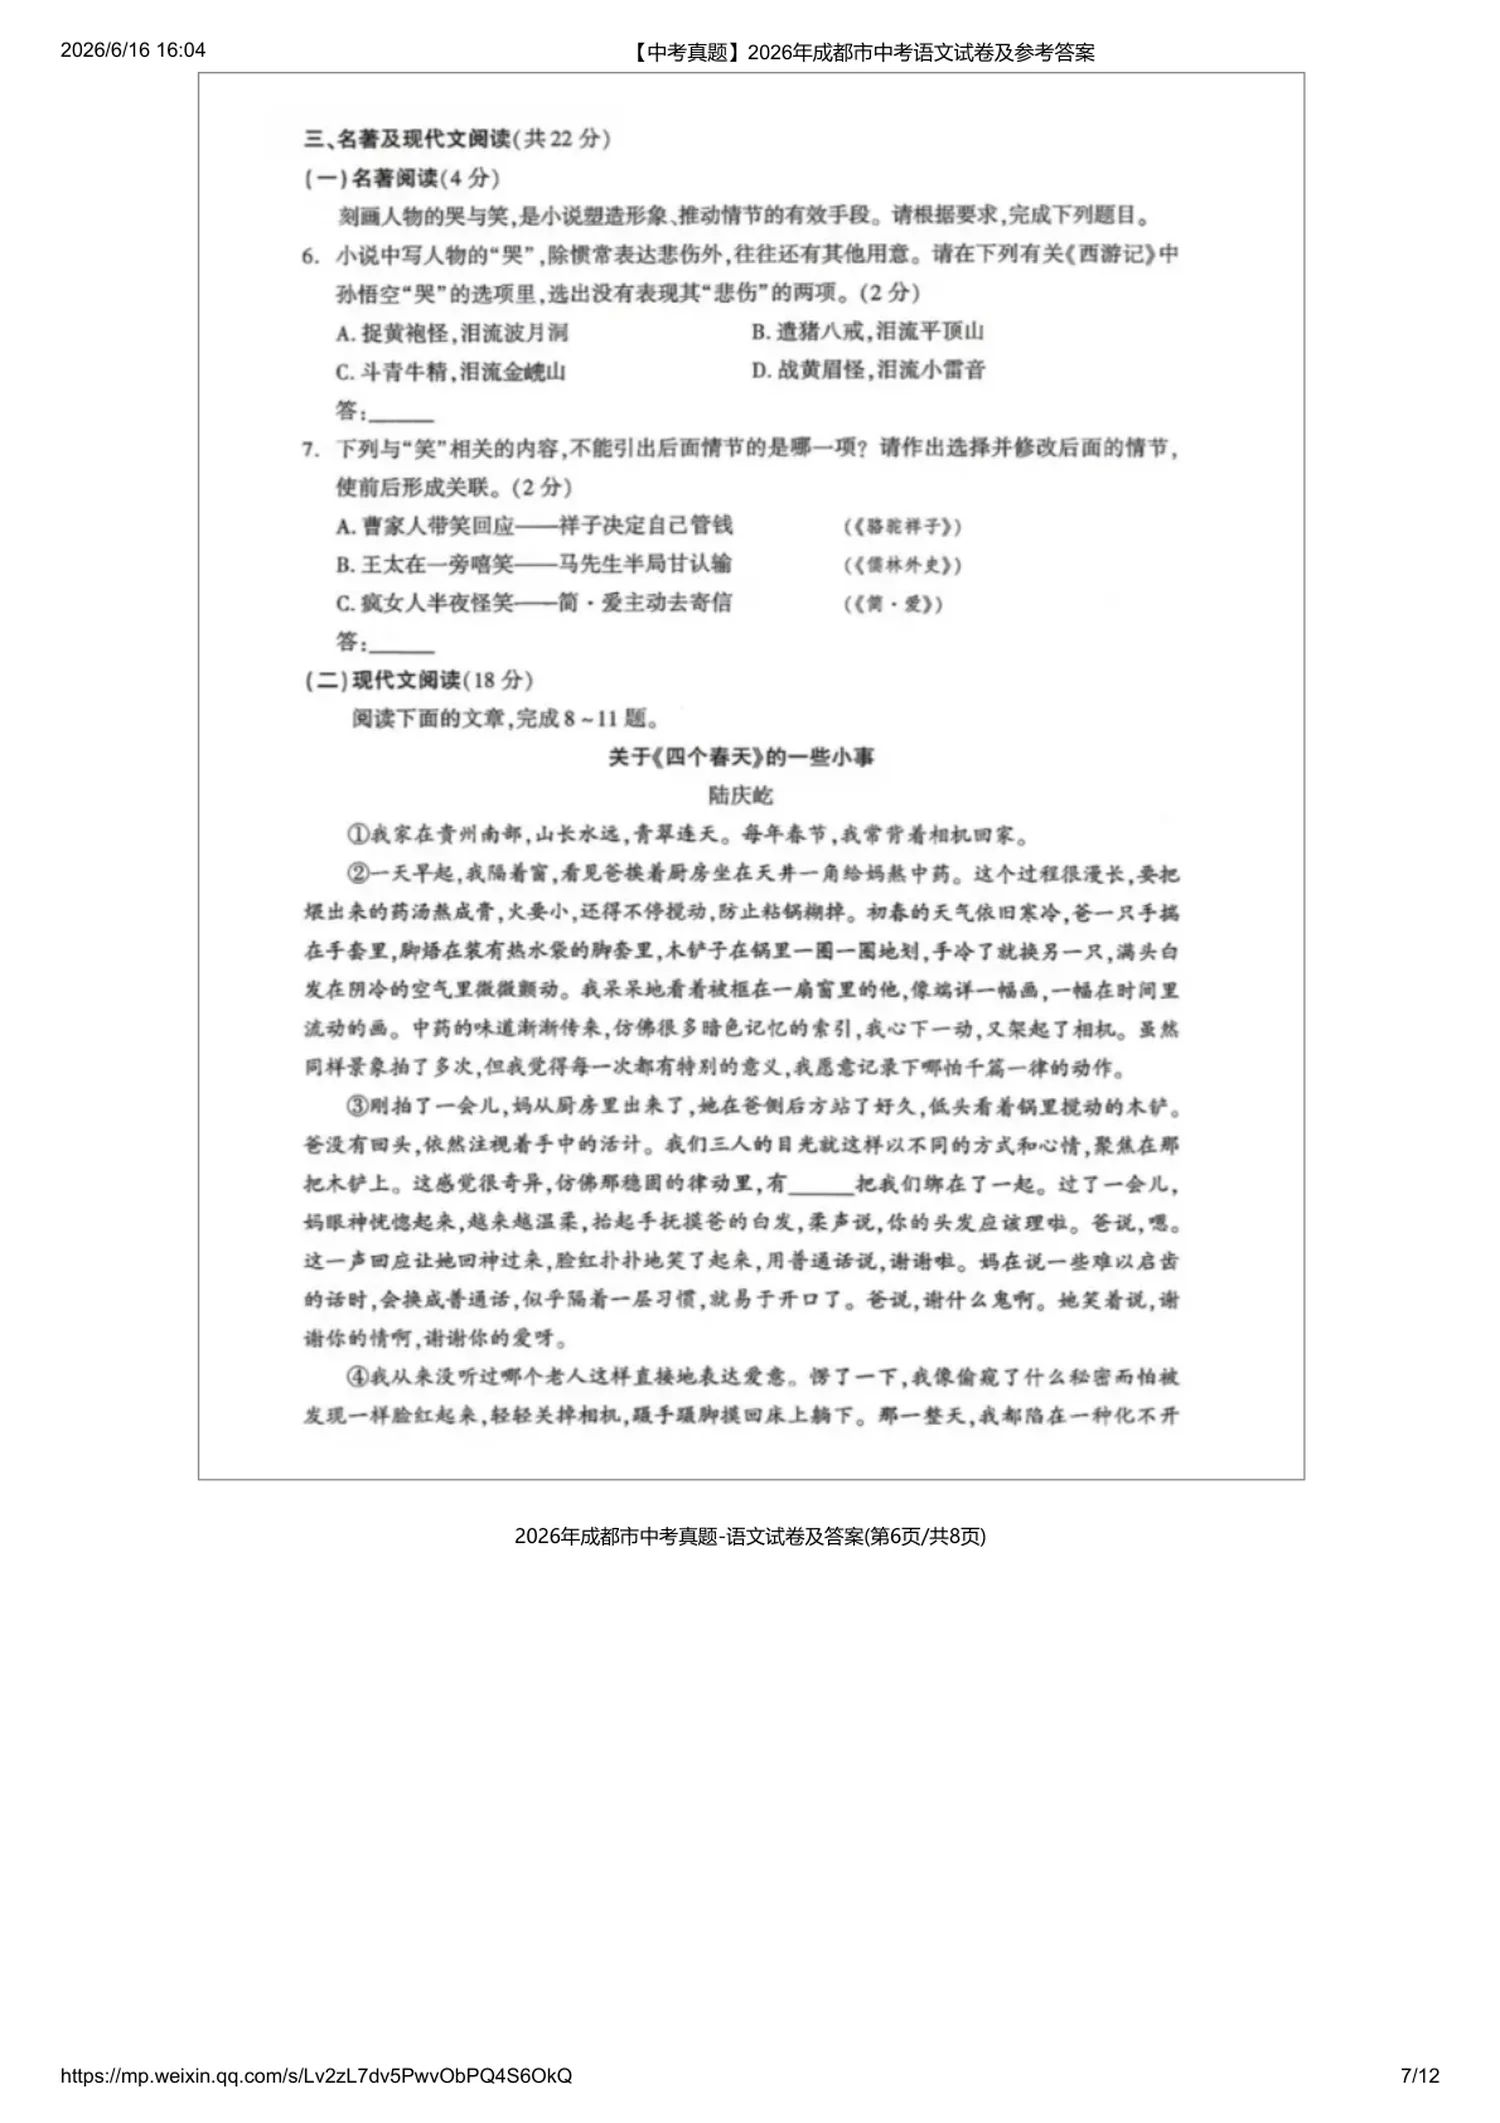 2026/6/16 16:04
【中考真题】2026年成都市中考语文试卷及参考答案
三、名著及现代文阅读(共22分)
(一)名著阅读(4分)
刻画人物的哭与笑,是小说塑造形象、推动情节的有效手段。请根据要求,完成下列题目。
6. 小说中写人物的“哭”,除惯常表达悲伤外,往往还有其他用意。请在下列有关《西游记》中
孙悟空“哭”的选项里,选出没有表现其“悲伤”的两项。(2分)
A. 捉黄袍怪,泪流波月洞
B. 遣猪八戒,泪流平顶山
C. 斗青牛精,泪流金𡷗山
D. 战黄眉怪,泪流小雷音
答:______
7. 下列与“笑”相关的内容,不能引出后面情节的是哪一项?请作出选择并修改后面的情节,
使前后形成关联。(2分)
A. 曹家人带笑回应——祥子决定自己管钱 (《骆驼祥子》)
B. 王太在一旁嘻笑——马先生半局甘认输 (《儒林外史》)
C. 疯女人半夜怪笑——简·爱主动去寄信 (《简·爱》)
答:______
(二)现代文阅读(18分)
阅读下面的文章,完成8~11题。
关于《四个春天》的一些小事
陆庆屹
①我家在贵州南部,山长水远,青翠连天。每年春节,我常背着相机回家。
②一天早起,我隔着窗,看见爸挨着厨房坐在天井一角给妈熬中药。这个过程很漫长,要把
煨出来的药汤熬成膏,火要小,还得不停搅动,防止粘锅糊掉。初春的天气依旧寒冷,爸一只手揣
在手套里,脚焐在装有热水袋的脚套里,木铲子在锅里一圈一圈地划,手冷了就换另一只,满头白
发在阴冷的空气里微微颤动。我呆呆地看着被框在一扇窗里的他,像端详一幅画,一幅在时间里
流动的画。中药的味道渐渐传来,仿佛很多暗色记忆的索引,我心下一动,又架起了相机。虽然
同样景象拍了多次,但我觉得每一次都有特别的意义,我愿意记录下哪怕千篇一律的动作。
③刚拍了一会儿,妈从厨房里出来了,她在爸侧后方站了好久,低头看着锅里搅动的木铲。
爸没有回头,依然注视着手中的活计。我们三人的目光就这样以不同的方式和心情,聚焦在那
把木铲上。这感觉很奇异,仿佛那稳固的律动里,有______把我们绑在了一起。过了一会儿,
妈眼神恍惚起来,越来越温柔,抬起手抚摸爸的白发,柔声说,你的头发应该理啦。爸说,嗯。
这一声回应让她回神过来,脸红扑扑地笑了起来,用普通话说,谢谢啦。妈在说一些难以启齿
的话时,会换成普通话,似乎隔着一层习惯,就易于开口了。爸说,谢什么鬼啊。她笑着说,谢
谢你的情啊,谢谢你的爱呀。
④我从来没听过哪个老人这样直接地表达爱意。愣了一下,我像偷窥了什么秘密而怕被
发现一样脸红起来,轻轻关掉相机,蹑手蹑脚摸回床上躺下。那一整天,我都陷在一种化不开
2026年成都市中考真题-语文试卷及答案(第6页/共8页)
https://mp.weixin.qq.com/s/Lv2zL7dv5PwvObPQ4S6OkQ
7/12